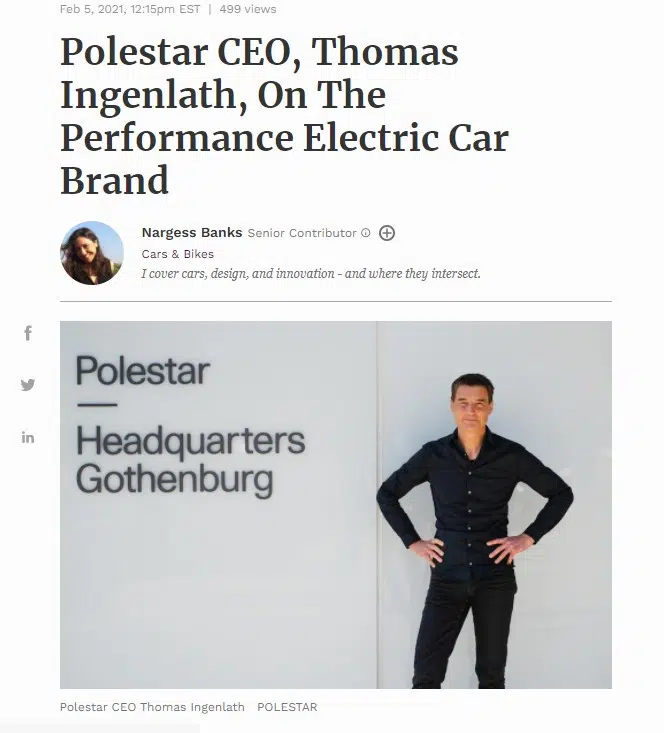 Feb 5, 2021, 12:15pm EST | 499 views
Polestar CEO, Thomas
Ingenlath, On The
Performance Electric Car
Brand
Nargess Banks Senior Contributor
Cars & Bikes
I cover cars, design, and innovation - and where they intersect.
Polestar
Headquarters
Gothenburg
Polestar CEO Thomas Ingenlath POLESTAR